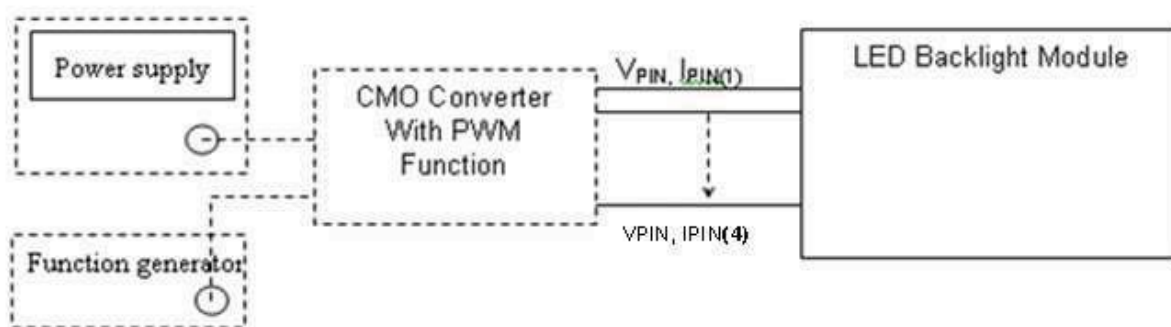 Power supply
CMO Converter
With PWM
Function
VPIN, IPIN(1)
LED Backlight Module
VPIN, IPIN(4)
Function generator